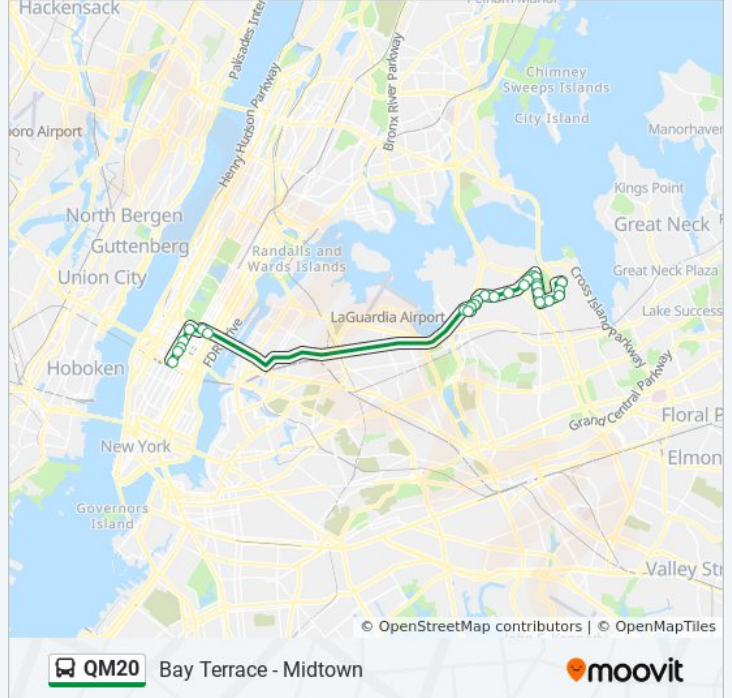 Hackensack
Palisades Inter
Henry Hudson Parkway
Bronx River Parkway
Chimney
Sweeps Islands
City Island
Manorhaven
oro Airport
Kings Point
North Bergen
Great Neck
Guttenberg
Randalls and
Wards Islands
Union City
Great Neck Plaza
Cross Island Parkway
LaGuardia Airport
Lake Success
FDR Drive
Hoboken
Grand Central Parkway
Floral P
New York
Elmon
Governors
Island
Valley Str
© OpenStreetMap contributors | © OpenMapTiles
QM20 Bay Terrace - Midtown
moovit